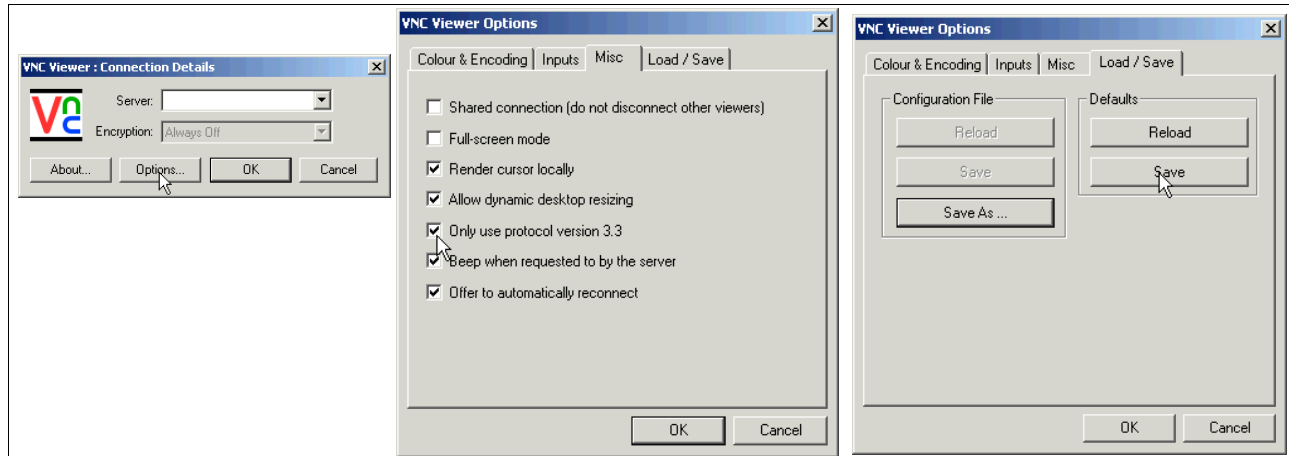 VNC Viewer : Connection Details
VNC
Server:
Encryption: Always Off
About... Options... OK Cancel
VNC Viewer Options
Colour & Encoding Inputs Misc Load / Save
Shared connection (do not disconnect other viewers)
Full-screen mode
Render cursor locally
Allow dynamic desktop resizing
Only use protocol version 3.3
Beep when requested to by the server
Offer to automatically reconnect
OK Cancel
VNC Viewer Options
Colour & Encoding Inputs Misc Load / Save
Configuration File Defaults
Reload Reload
Save Save
Save As ...
OK Cancel